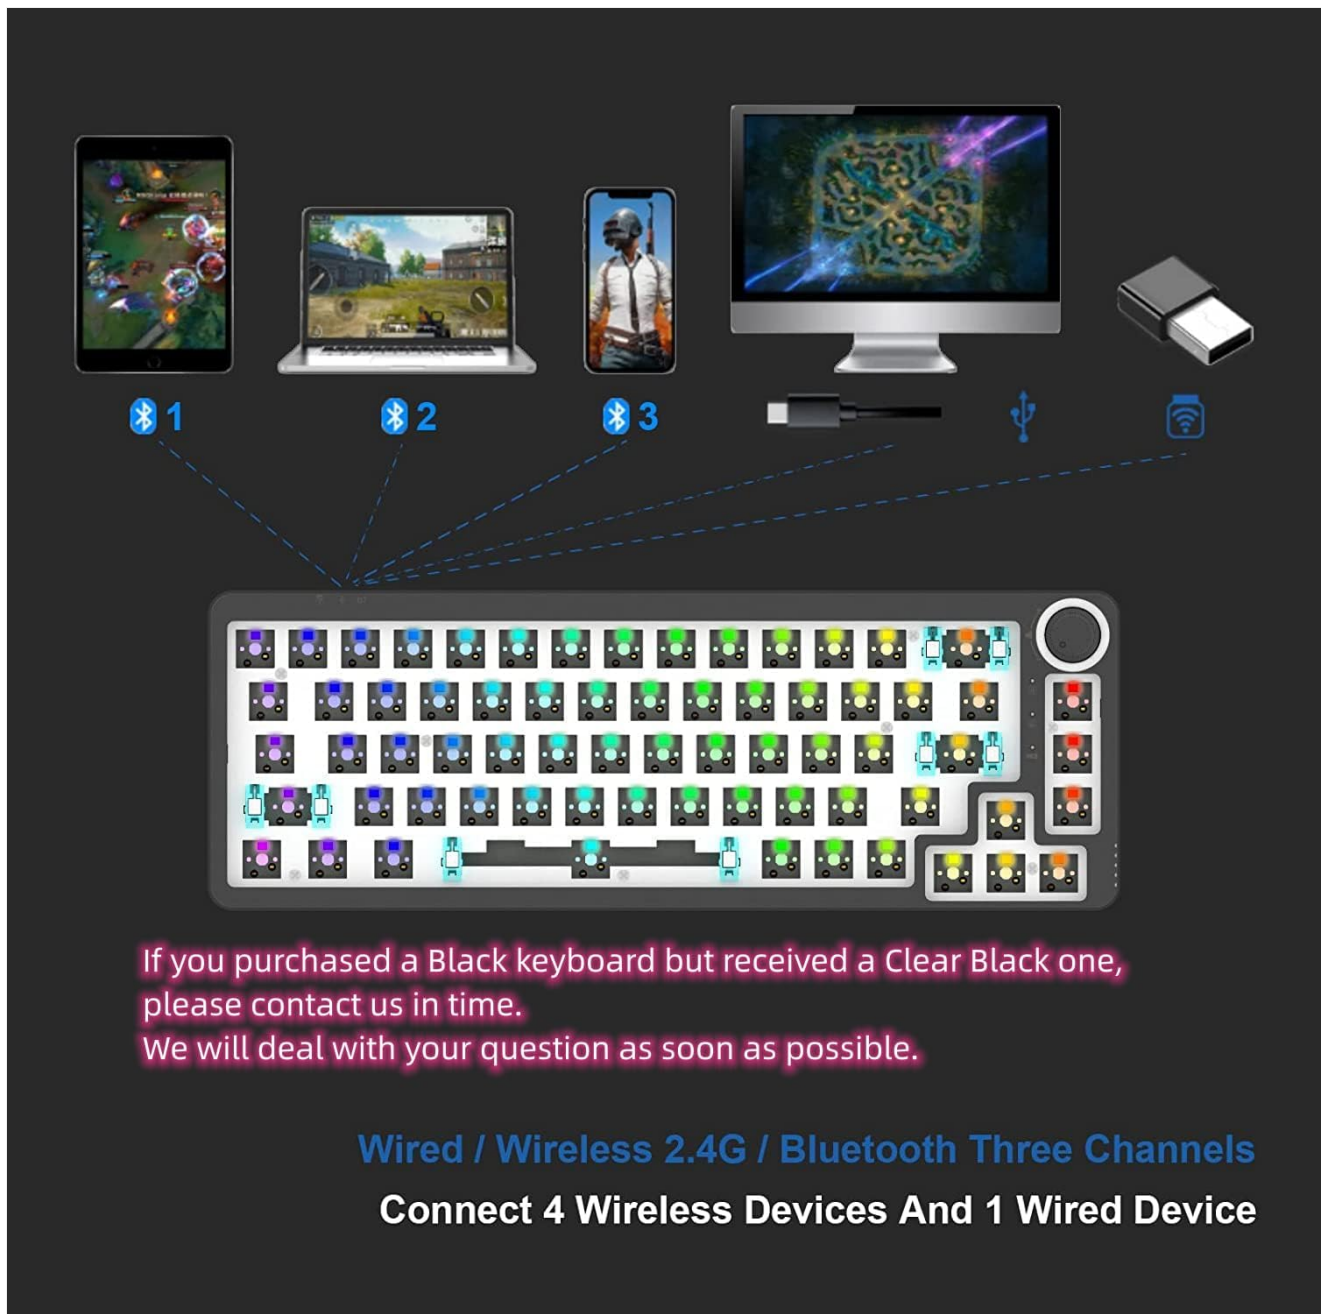 1
2
3
If you purchased a Black keyboard but received a Clear Black one,
please contact us in time.
We will deal with your question as soon as possible.
Wired / Wireless 2.4G / Bluetooth Three Channels
Connect 4 Wireless Devices And 1 Wired Device